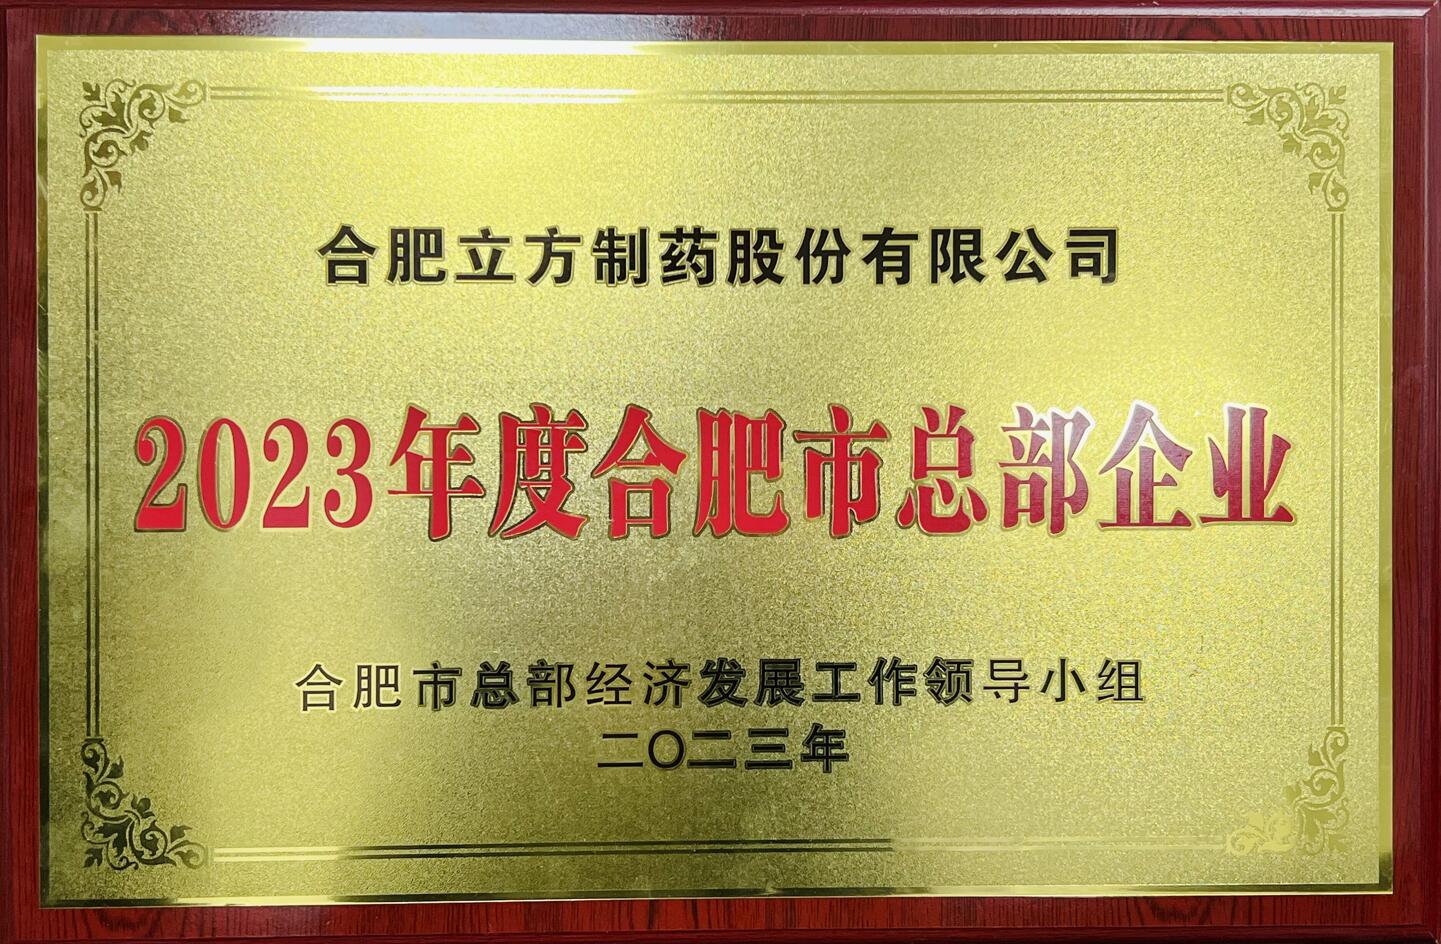 合肥立方制药股份有限公司
2023年度合肥市总部企业
合肥市总部经济发展工作领导小组
二〇二三年